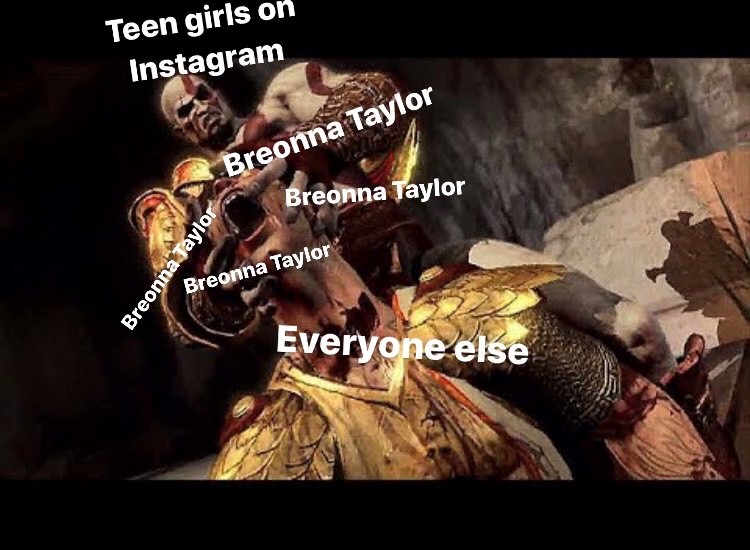 Teen girls on
Instagram
Breonna Taylor
Breonna Taylor
Breonna Taylor
Breonna Taylor
Everyone else